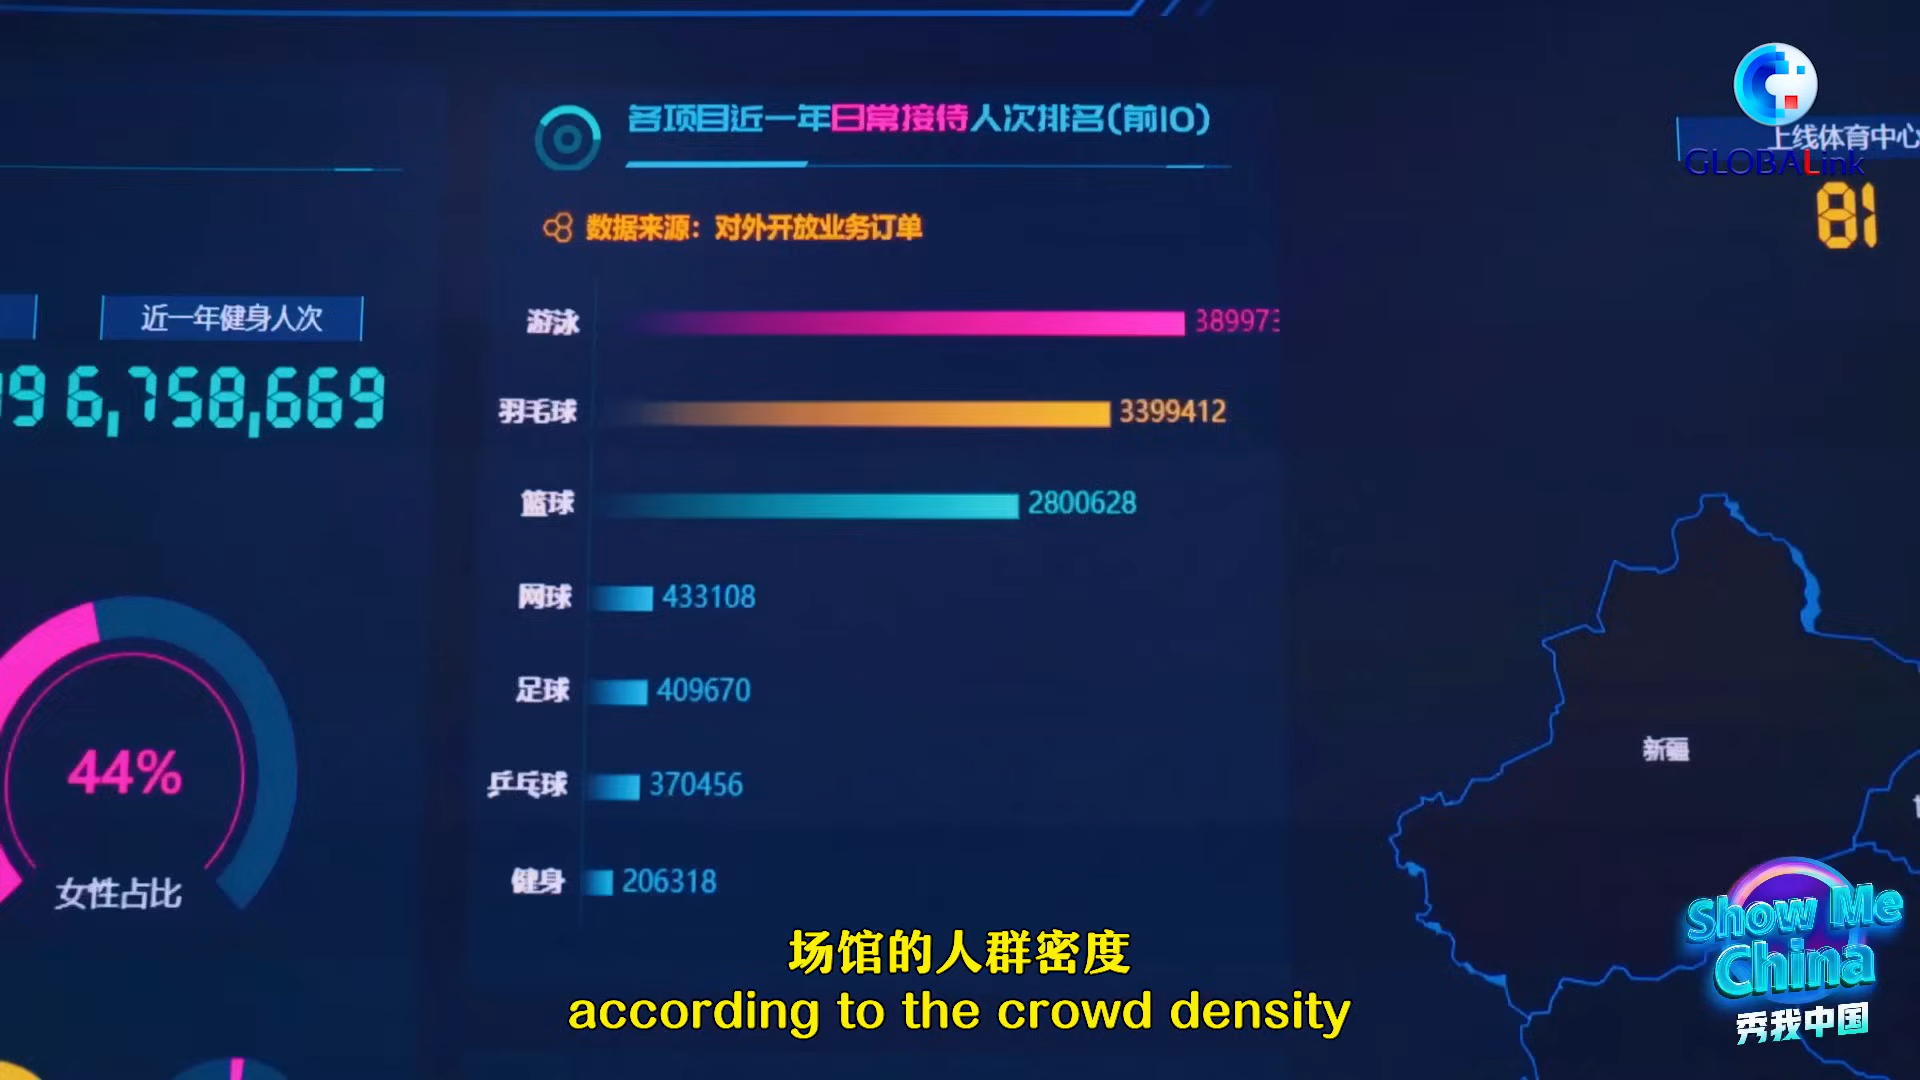 各项目近一年日常接待人次排名(前10)
上线体育中心
GLOBALink
81
数据来源：对外开放业务订单
近一年健身人次
99 6,758,669
游泳 389973
羽毛球 3399412
篮球 2800628
网球 433108
足球 409670
乒乓球 370456
健身 206318
44%
女性占比
新疆
场馆的人群密度
according to the crowd density
Show Me
China
秀我中国